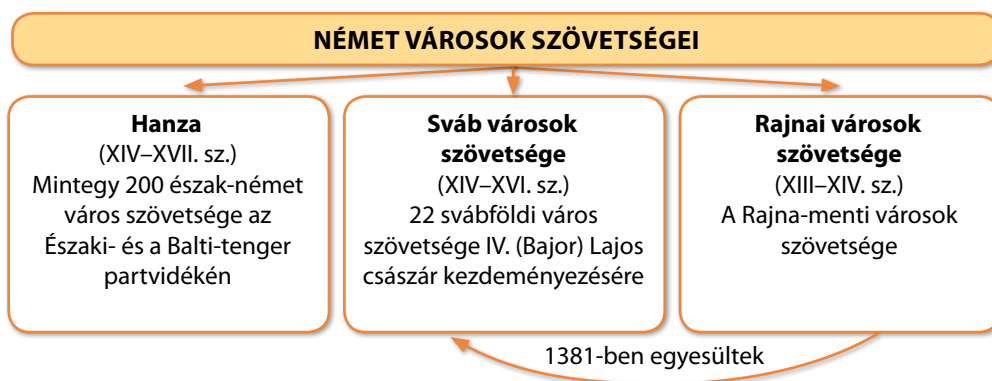 NÉMET VÁROSOK SZÖVETSÉGEI
Hanza
(XIV–XVII. sz.)
Mintegy 200 észak-német
város szövetsége az
Északi- és a Balti-tenger
partvidékén
Sváb városok
szövetsége
(XIV–XVI. sz.)
22 svábföldi város
szövetsége IV. (Bajor) Lajos
császár kezdeményezésére
Rajnai városok
szövetsége
(XIII–XIV. sz.)
A Rajna-menti városok
szövetsége
1381-ben egyesültek